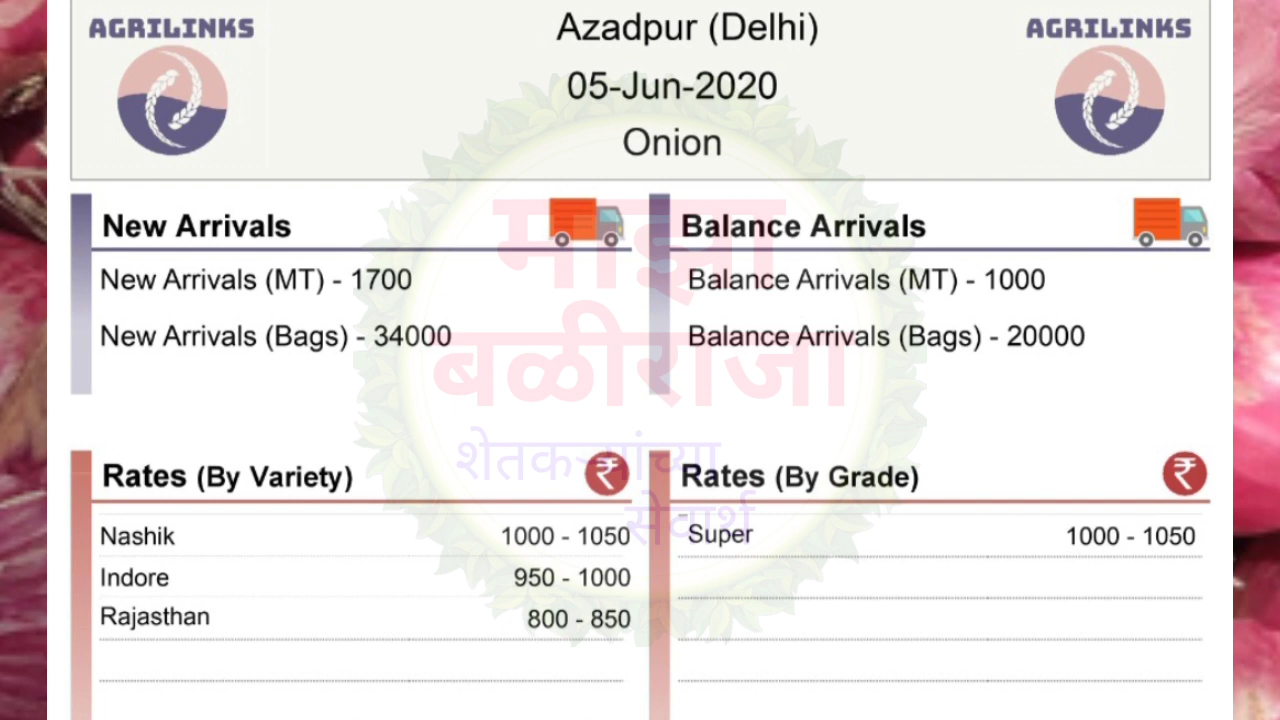 AGRILINKS
Azadpur (Delhi)
AGRILINKS
05-Jun-2020
Onion
New Arrivals
New Arrivals (MT) - 1700
New Arrivals (Bags) - 34000
Balance Arrivals
Balance Arrivals (MT) - 1000
Balance Arrivals (Bags) - 20000
माझा
बळीराजा
शेतकऱ्यांच्या
सेवार्थ
Rates (By Variety)
₹
Nashik 1000 - 1050
Indore 950 - 1000
Rajasthan 800 - 850
Rates (By Grade)
₹
Super 1000 - 1050